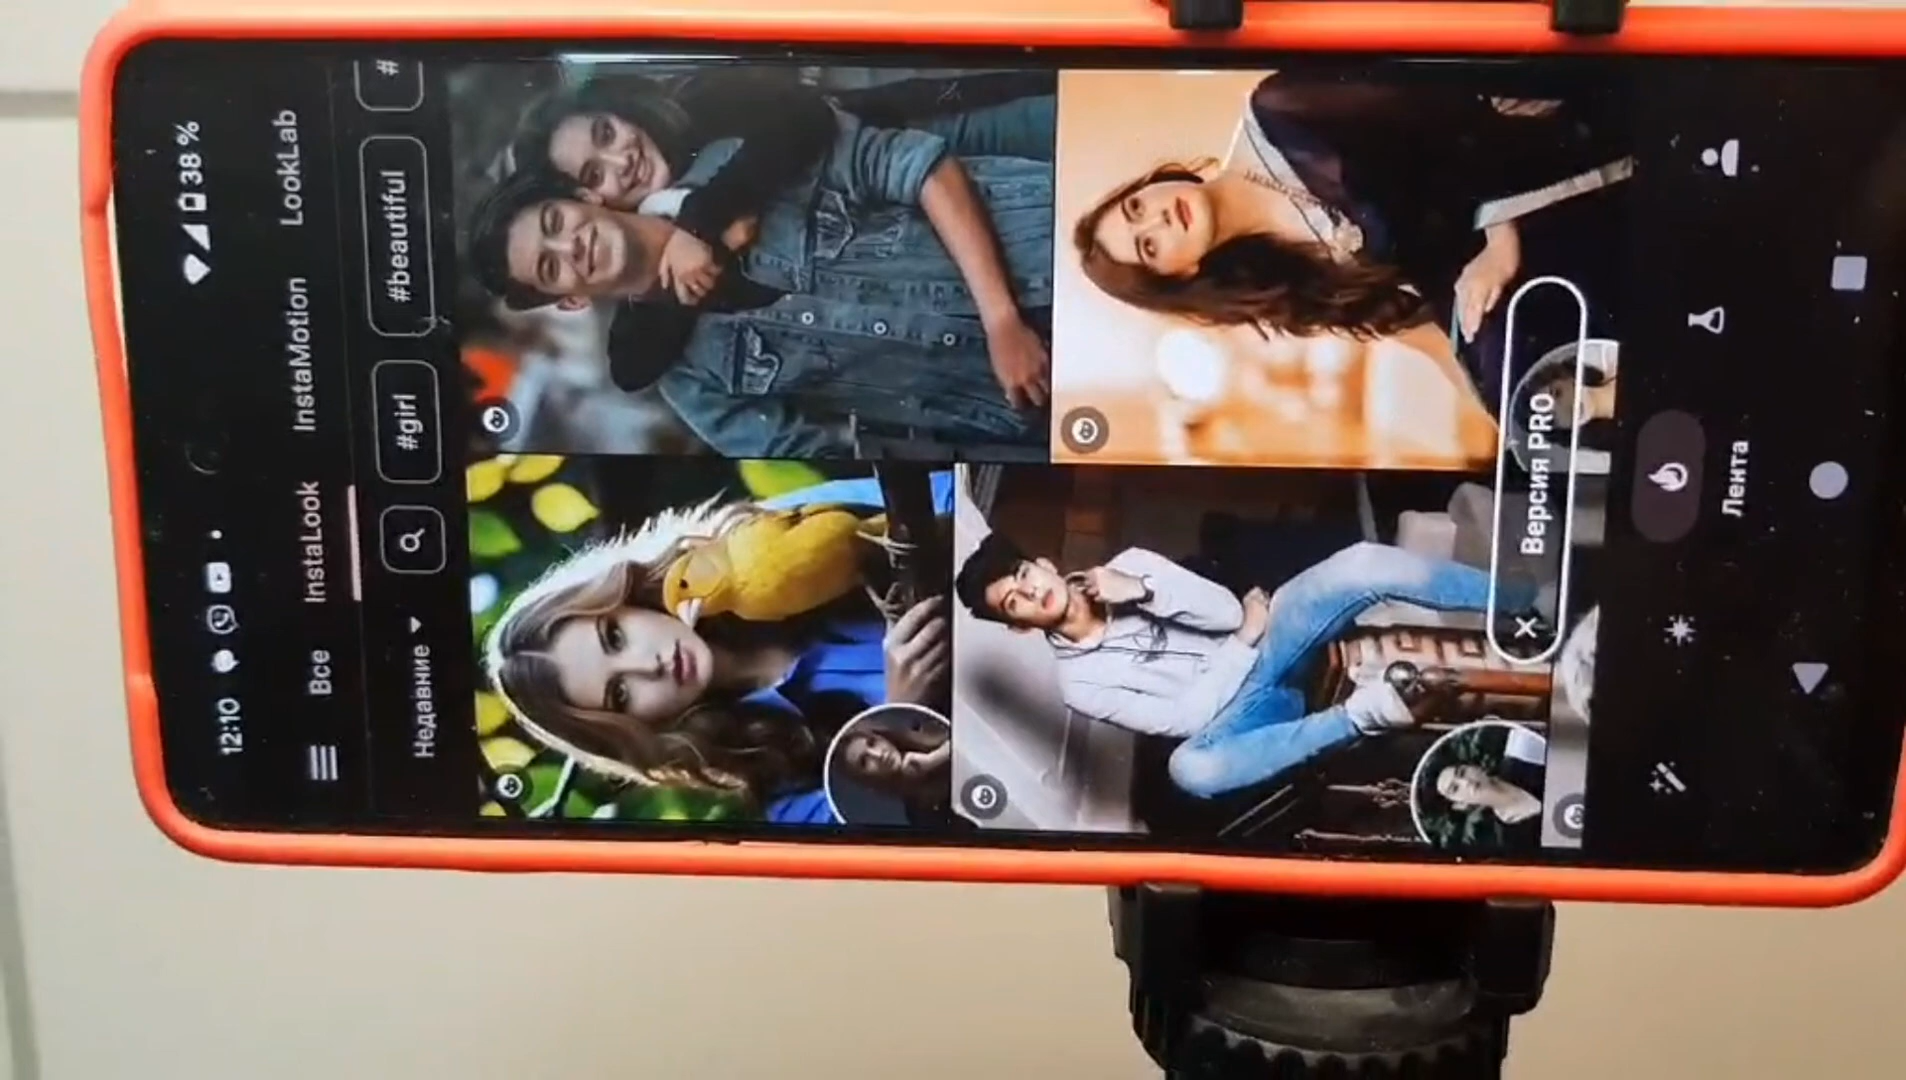 12:10 38 %
Все InstaLook InstaMotion LookLab
Недавние #girl #beautiful #
Версия PRO
Лента